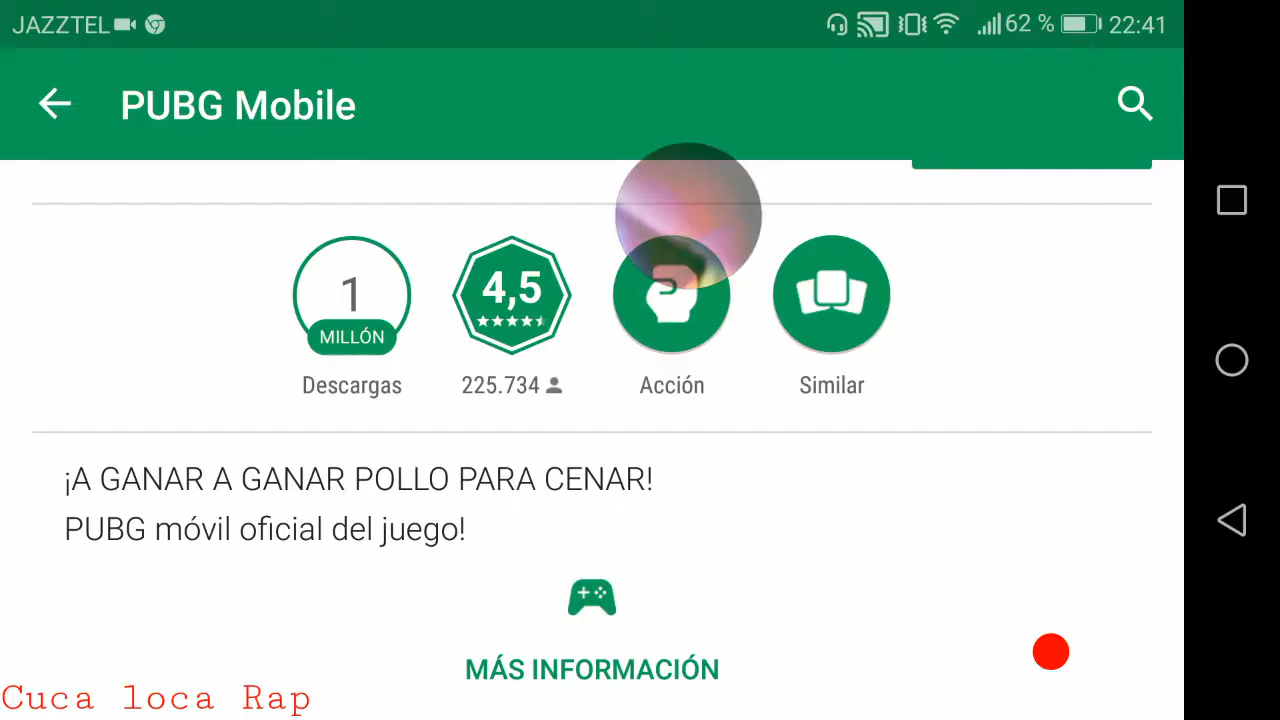 JAZZTEL 62 % 22:41
PUBG Mobile
1 4,5
MILLÓN
Descargas 225.734 Acción Similar
¡A GANAR A GANAR POLLO PARA CENAR!
PUBG móvil oficial del juego!
MÁS INFORMACIÓN
Cuca loca Rap